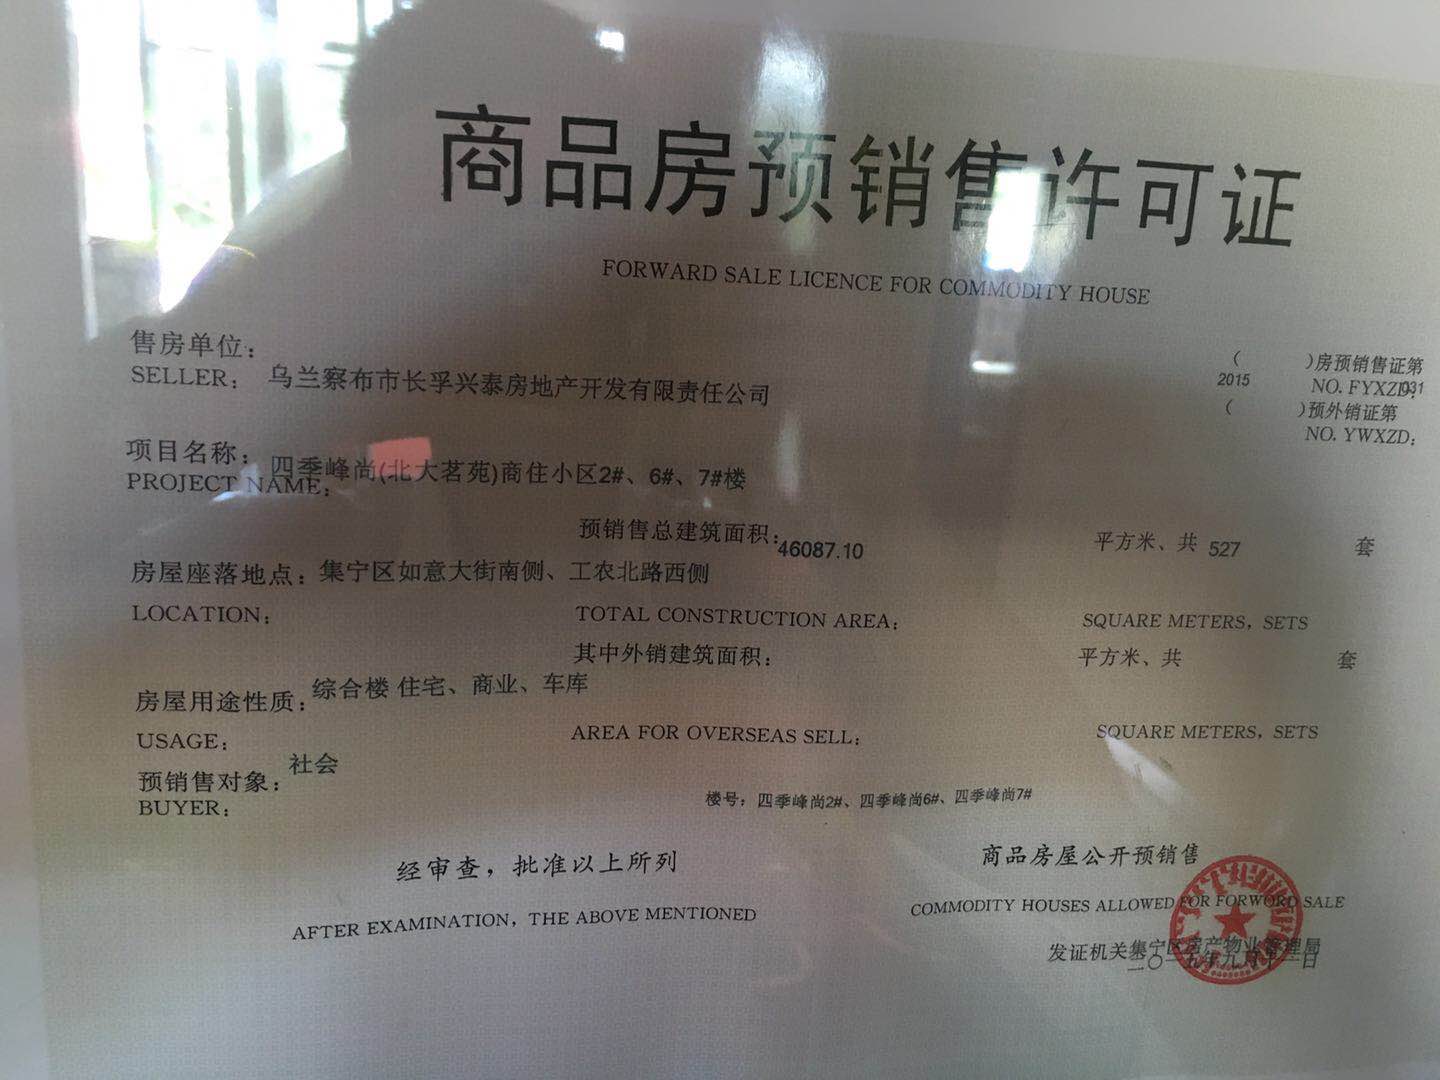 商品房预销售许可证
FORWARD SALE LICENCE FOR COMMODITY HOUSE
售房单位：
SELLER： 乌兰察布市长孚兴泰房地产开发有限责任公司
( )房预销售证第
2015 NO. FYXZD： 031
( )预外销证第
NO. YWXZD：
项目名称： 四季峰尚(北大茗苑)商住小区2#、6#、7#楼
PROJECT NAME：
预销售总建筑面积： 46087.10 平方米、共 527 套
房屋座落地点：集宁区如意大街南侧、工农北路西侧
LOCATION： TOTAL CONSTRUCTION AREA： SQUARE METERS，SETS
其中外销建筑面积： 平方米、共 套
房屋用途性质：综合楼 住宅、商业、车库
USAGE： AREA FOR OVERSEAS SELL： SQUARE METERS，SETS
预销售对象：社会
BUYER： 楼号：四季峰尚2#、四季峰尚6#、四季峰尚7#
经审查，批准以上所列 商品房屋公开预销售
AFTER EXAMINATION，THE ABOVE MENTIONED COMMODITY HOUSES ALLOWED FOR FORWORD SALE
发证机关集宁区房产物业管理局